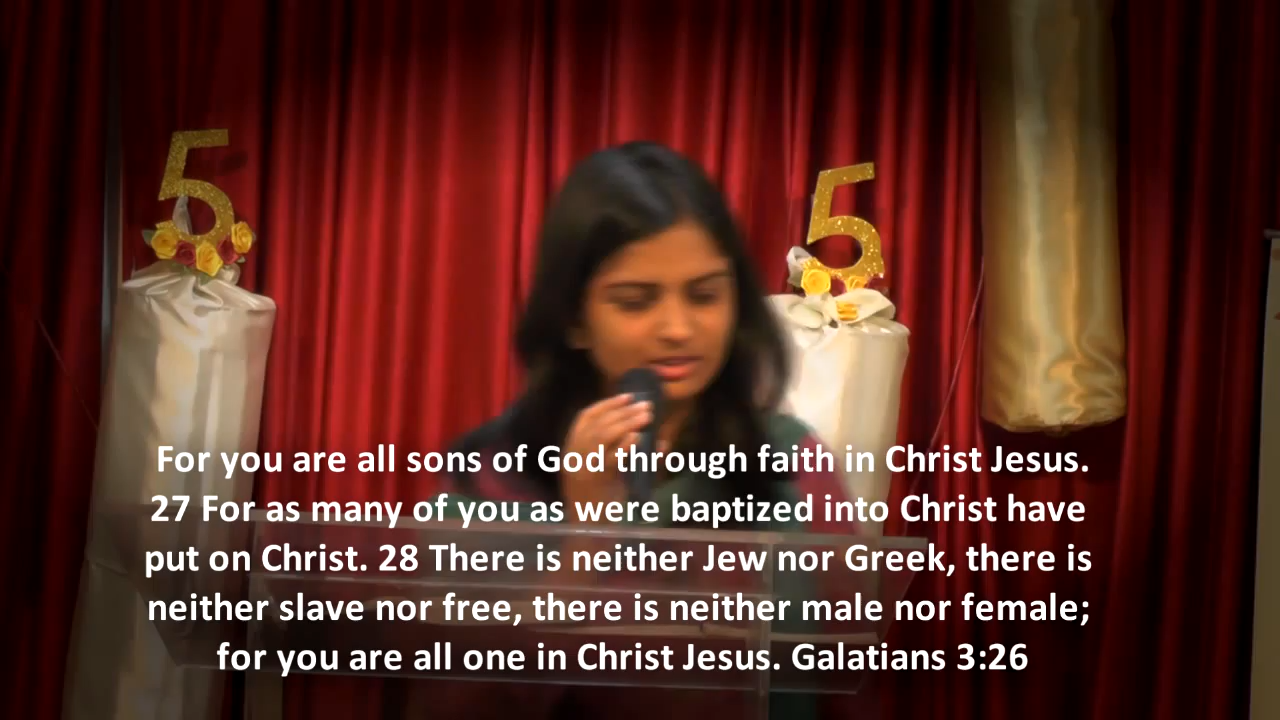 5
5
For you are all sons of God through faith in Christ Jesus.
27 For as many of you as were baptized into Christ have
put on Christ. 28 There is neither Jew nor Greek, there is
neither slave nor free, there is neither male nor female;
for you are all one in Christ Jesus. Galatians 3:26